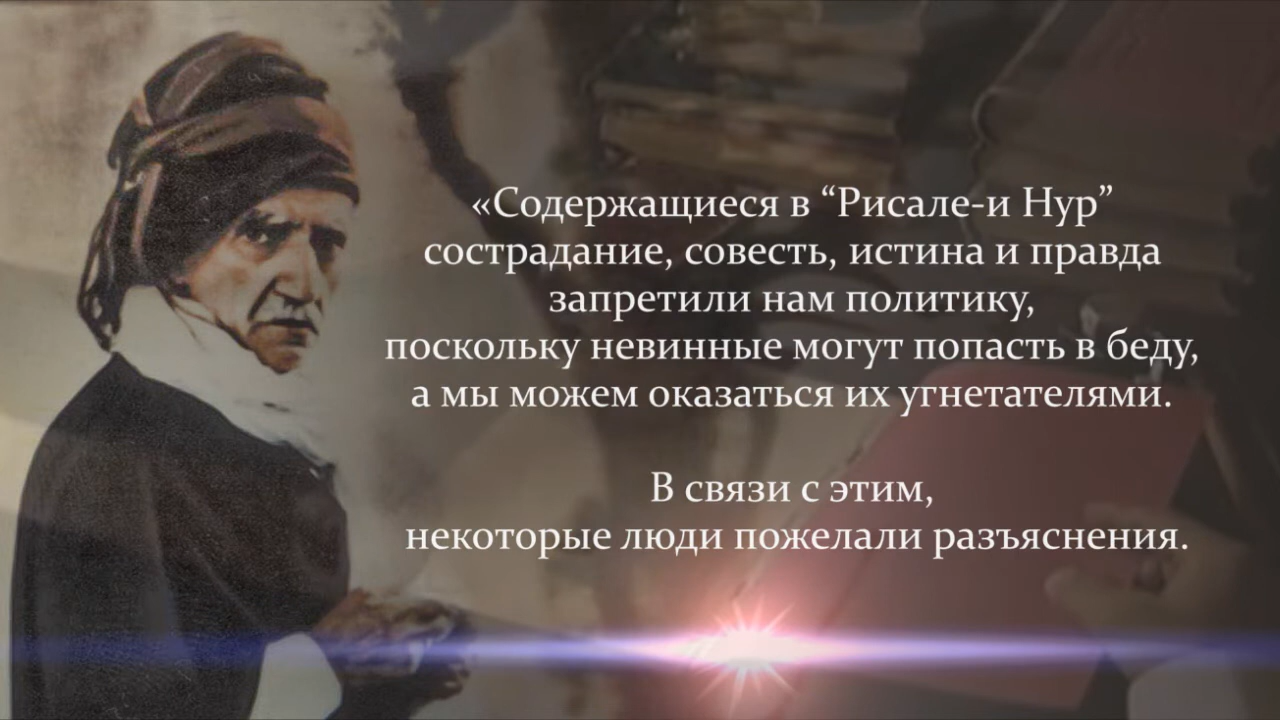 «Содержащиеся в “Рисале-и Нур”
сострадание, совесть, истина и правда
запретили нам политику,
поскольку невинные могут попасть в беду,
а мы можем оказаться их угнетателями.
В связи с этим,
некоторые люди пожелали разъяснения.